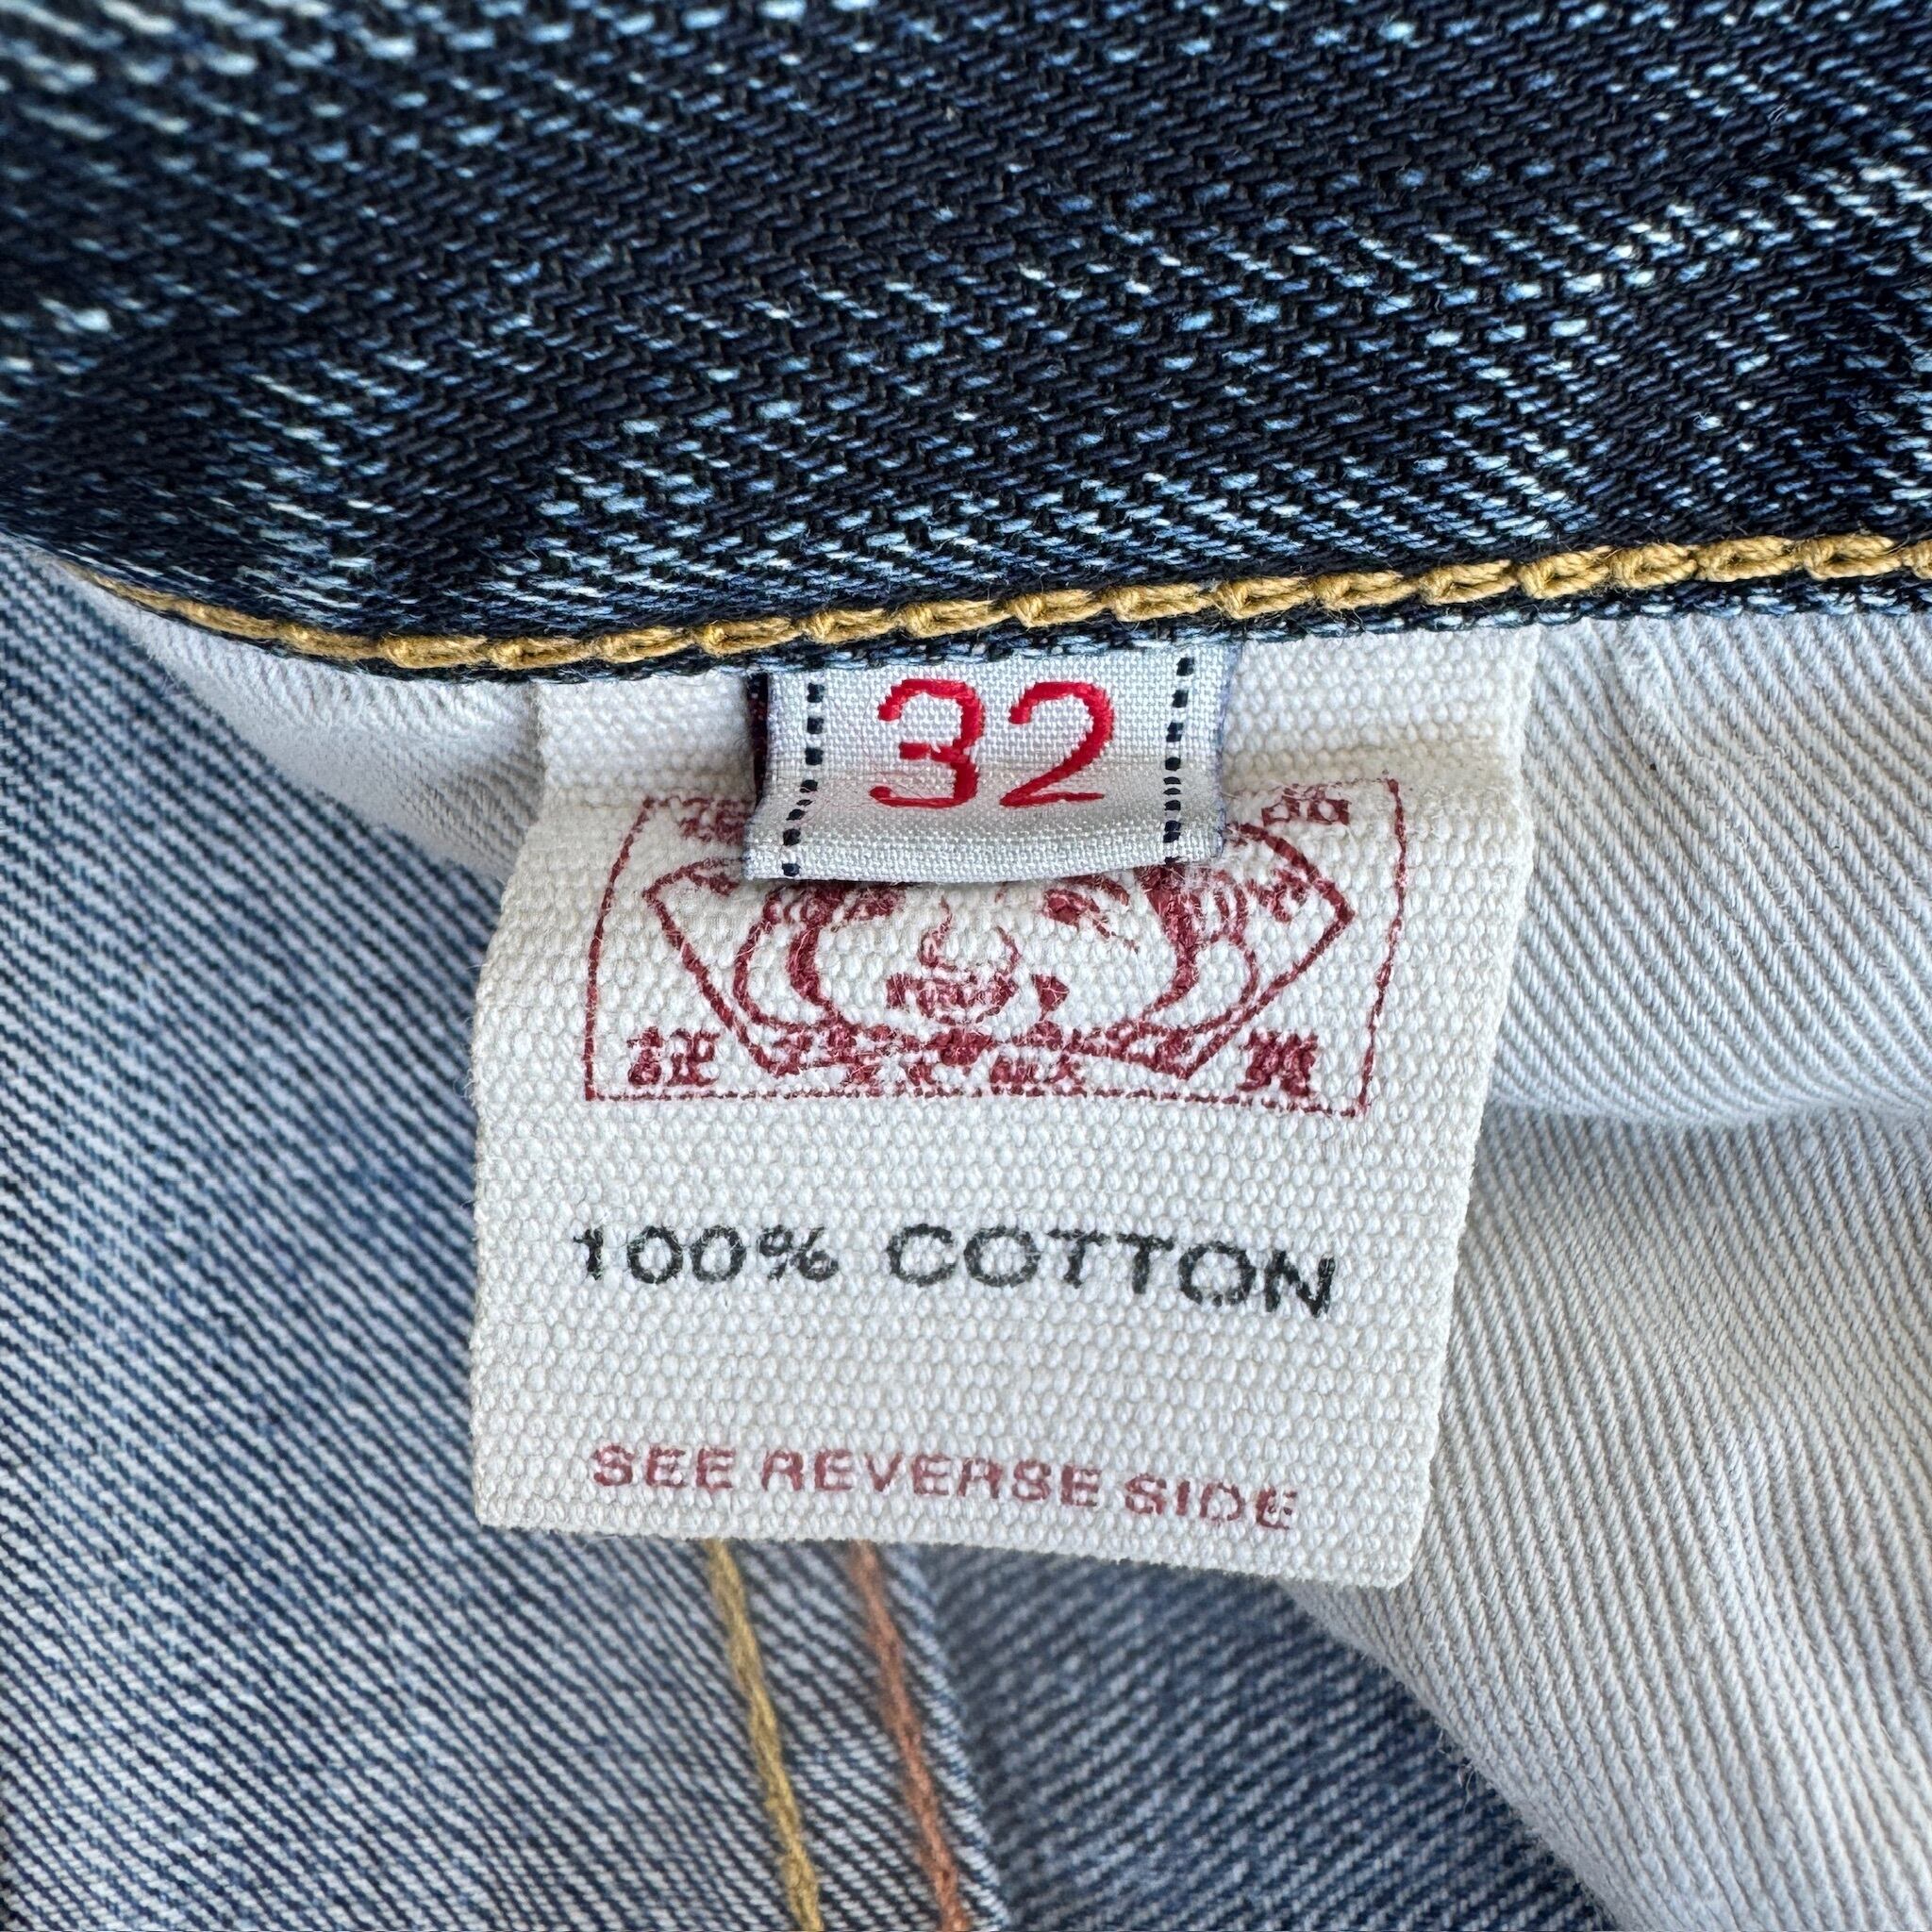 32
100% COTTON
SEE REVERSE SIDE